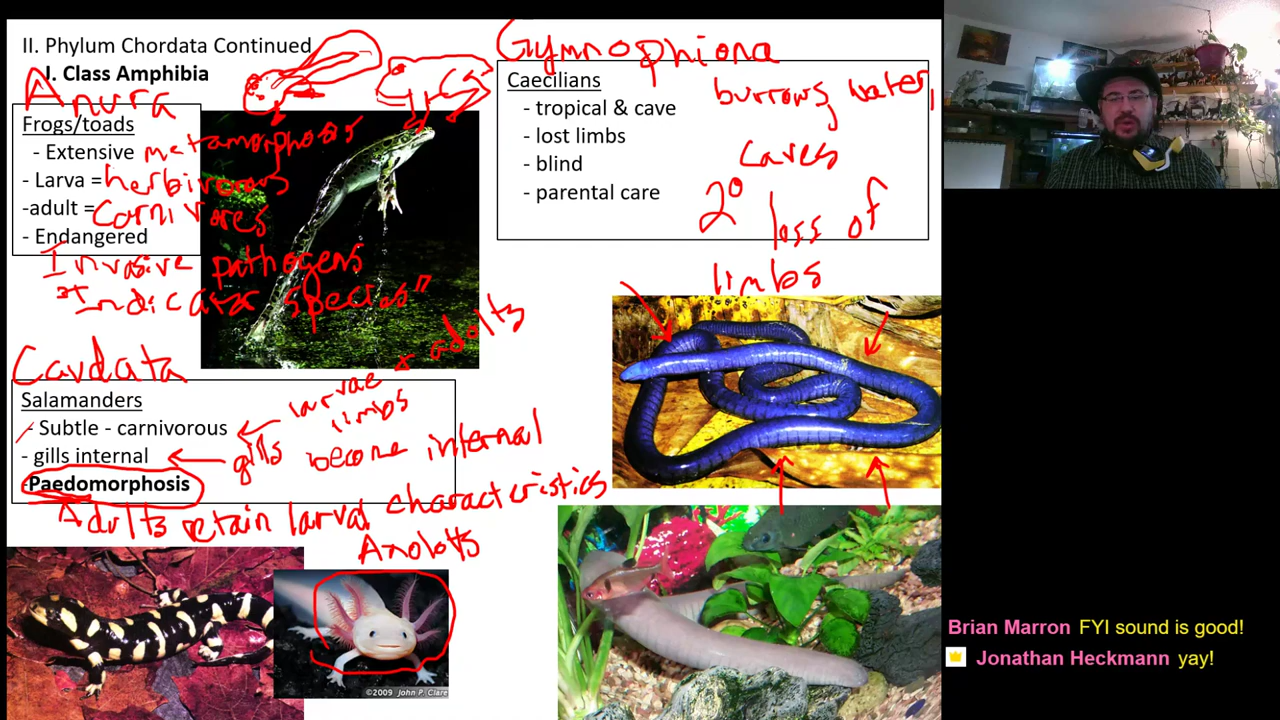 II. Phylum Chordata Continued
I. Class Amphibia
Anura
Frogs/toads
- Extensive metamorphosis
- Larva = herbivorous
-adult = carnivores
- Endangered
Invasive pathogens
"Indicator species"
Gymnophiona
Caecilians
- tropical & cave
- lost limbs
- blind
- parental care
burrows, water,
caves
2° loss of
limbs
Caudata
Salamanders
- Subtle - carnivorous
larvae & adults
limbs
- gills internal
gills become internal
-Paedomorphosis
Adults retain larval characteristics
Axolotls
©2009 John P. Clare
Brian Marron FYI sound is good!
Jonathan Heckmann yay!